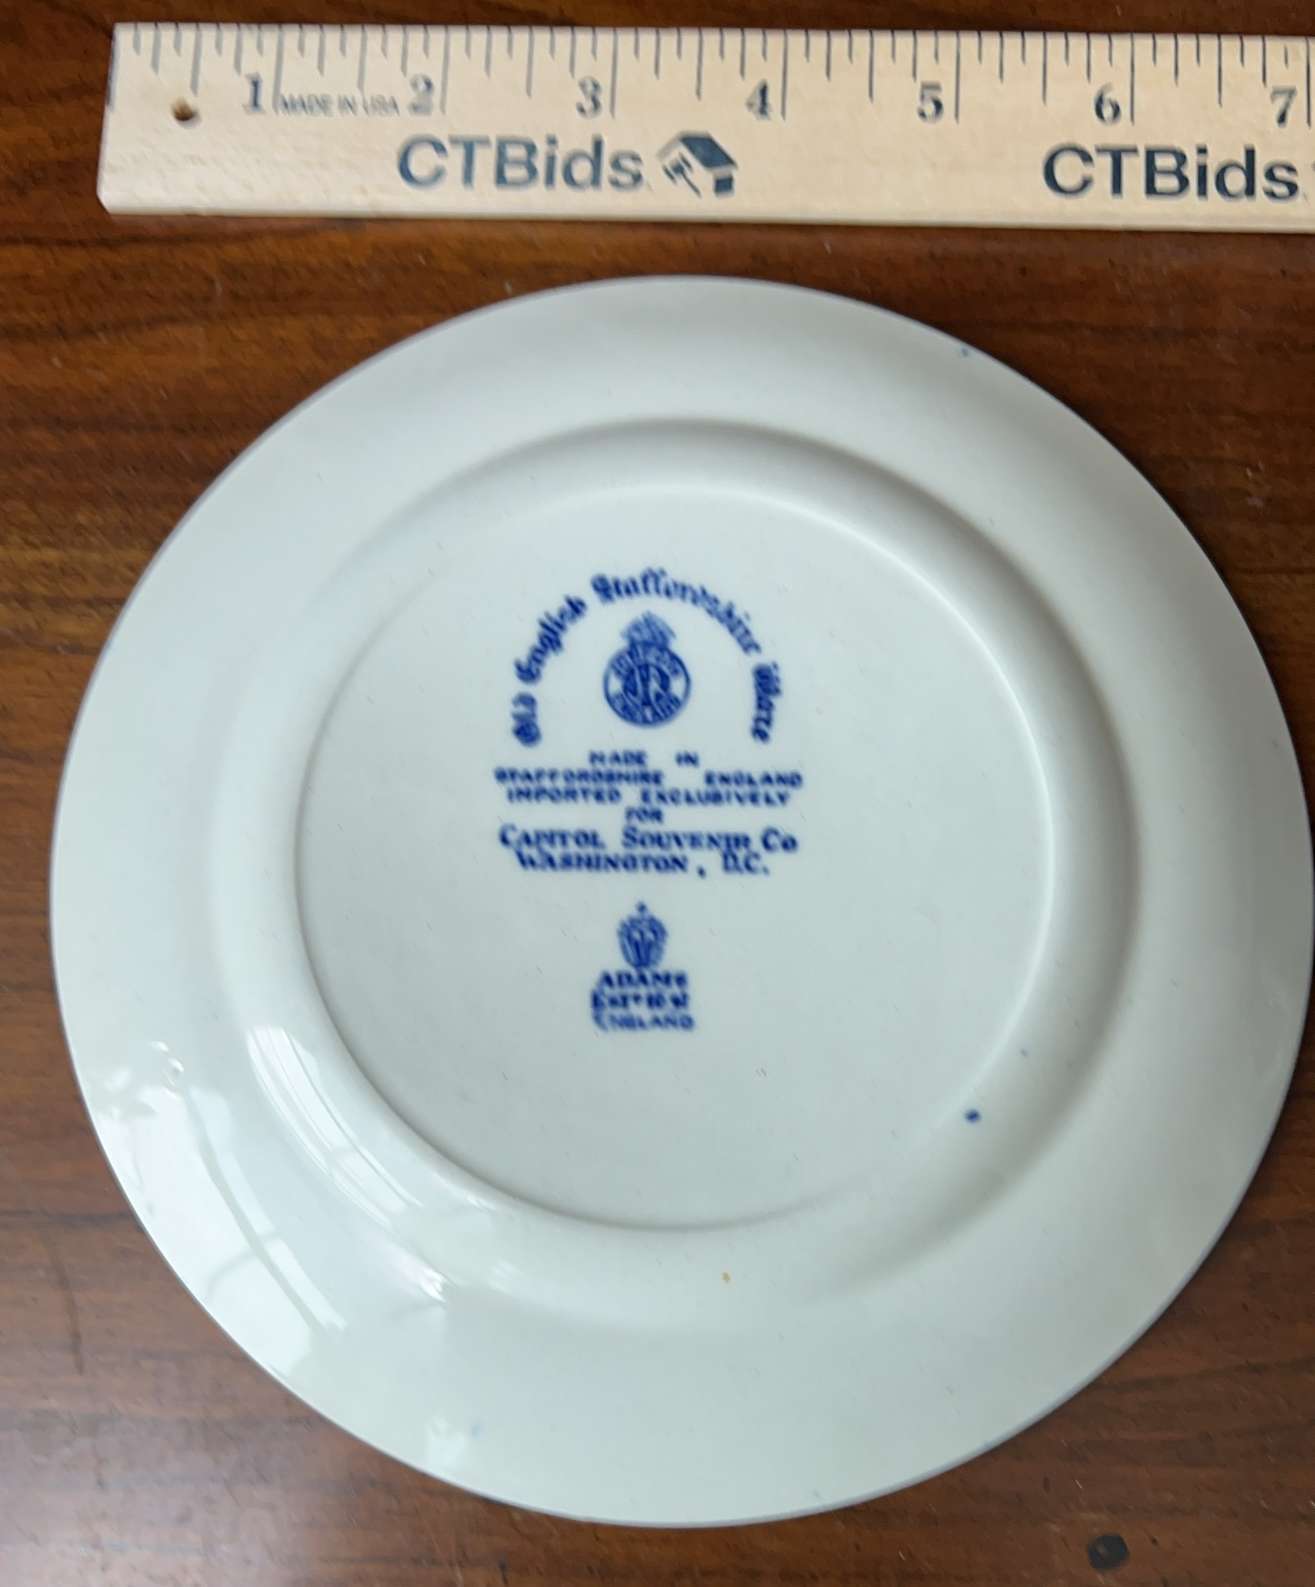 1 MADE IN USA 2 3 4 5 6 7
CTBids CTBids
Old English Staffordshire Ware
MADE IN
STAFFORDSHIRE ENGLAND
IMPORTED EXCLUSIVELY
FOR
CAPITOL SOUVENIR CO
WASHINGTON, D.C.
ADAMS
ENGLAND